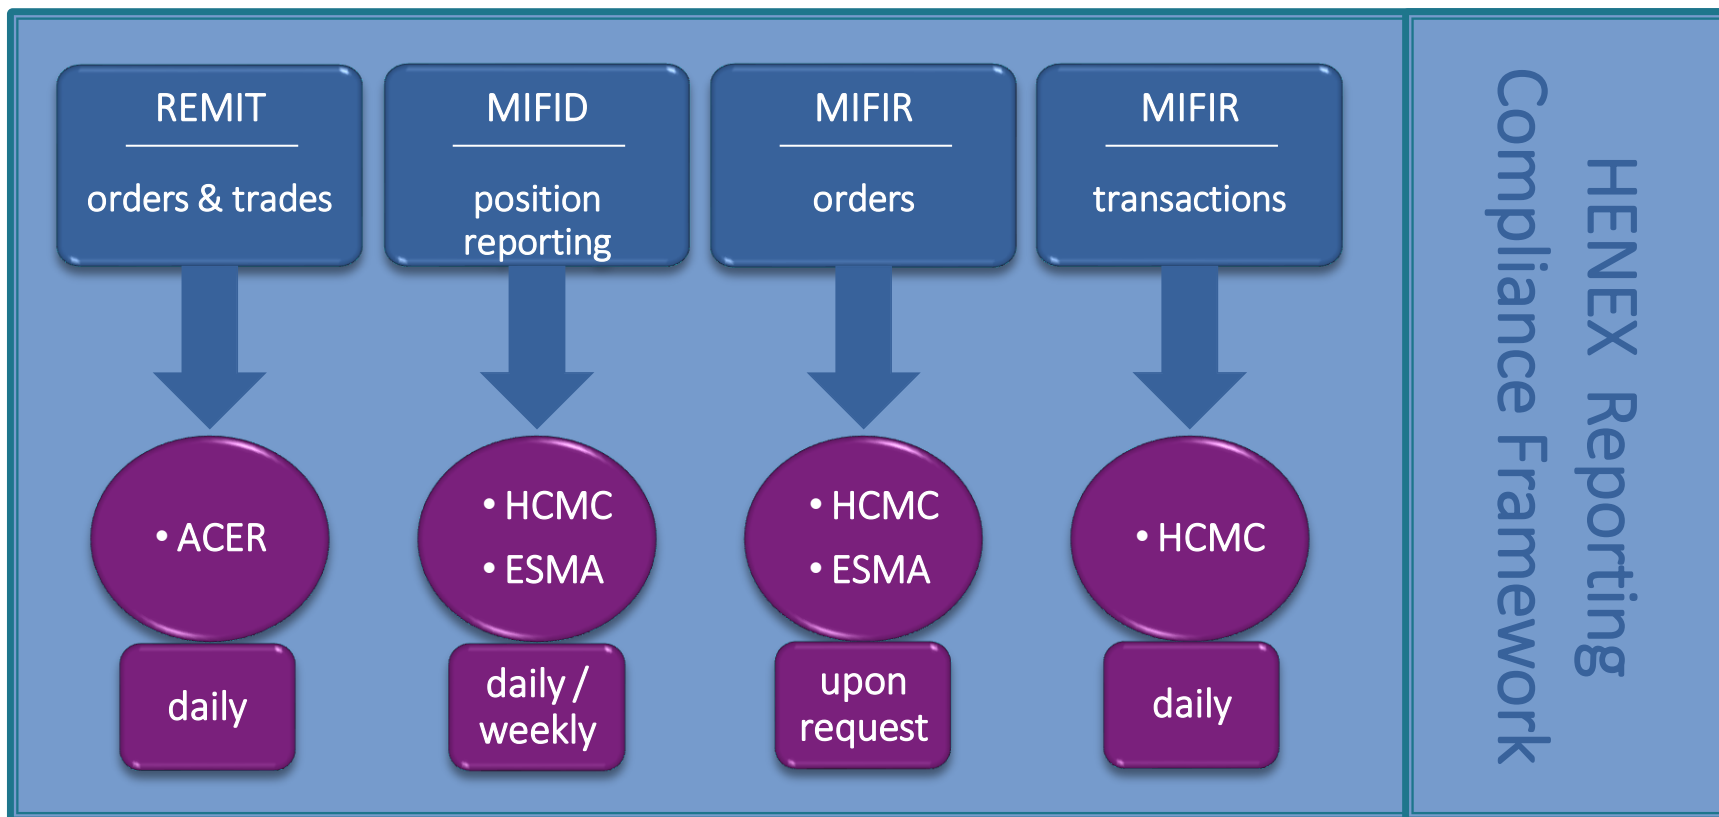 REMIT
orders & trades
MIFID
position
reporting
MIFIR
orders
MIFIR
transactions
• ACER
• HCMC
• ESMA
• HCMC
• ESMA
• HCMC
daily
daily /
weekly
upon
request
daily
HENEX Reporting
Compliance Framework